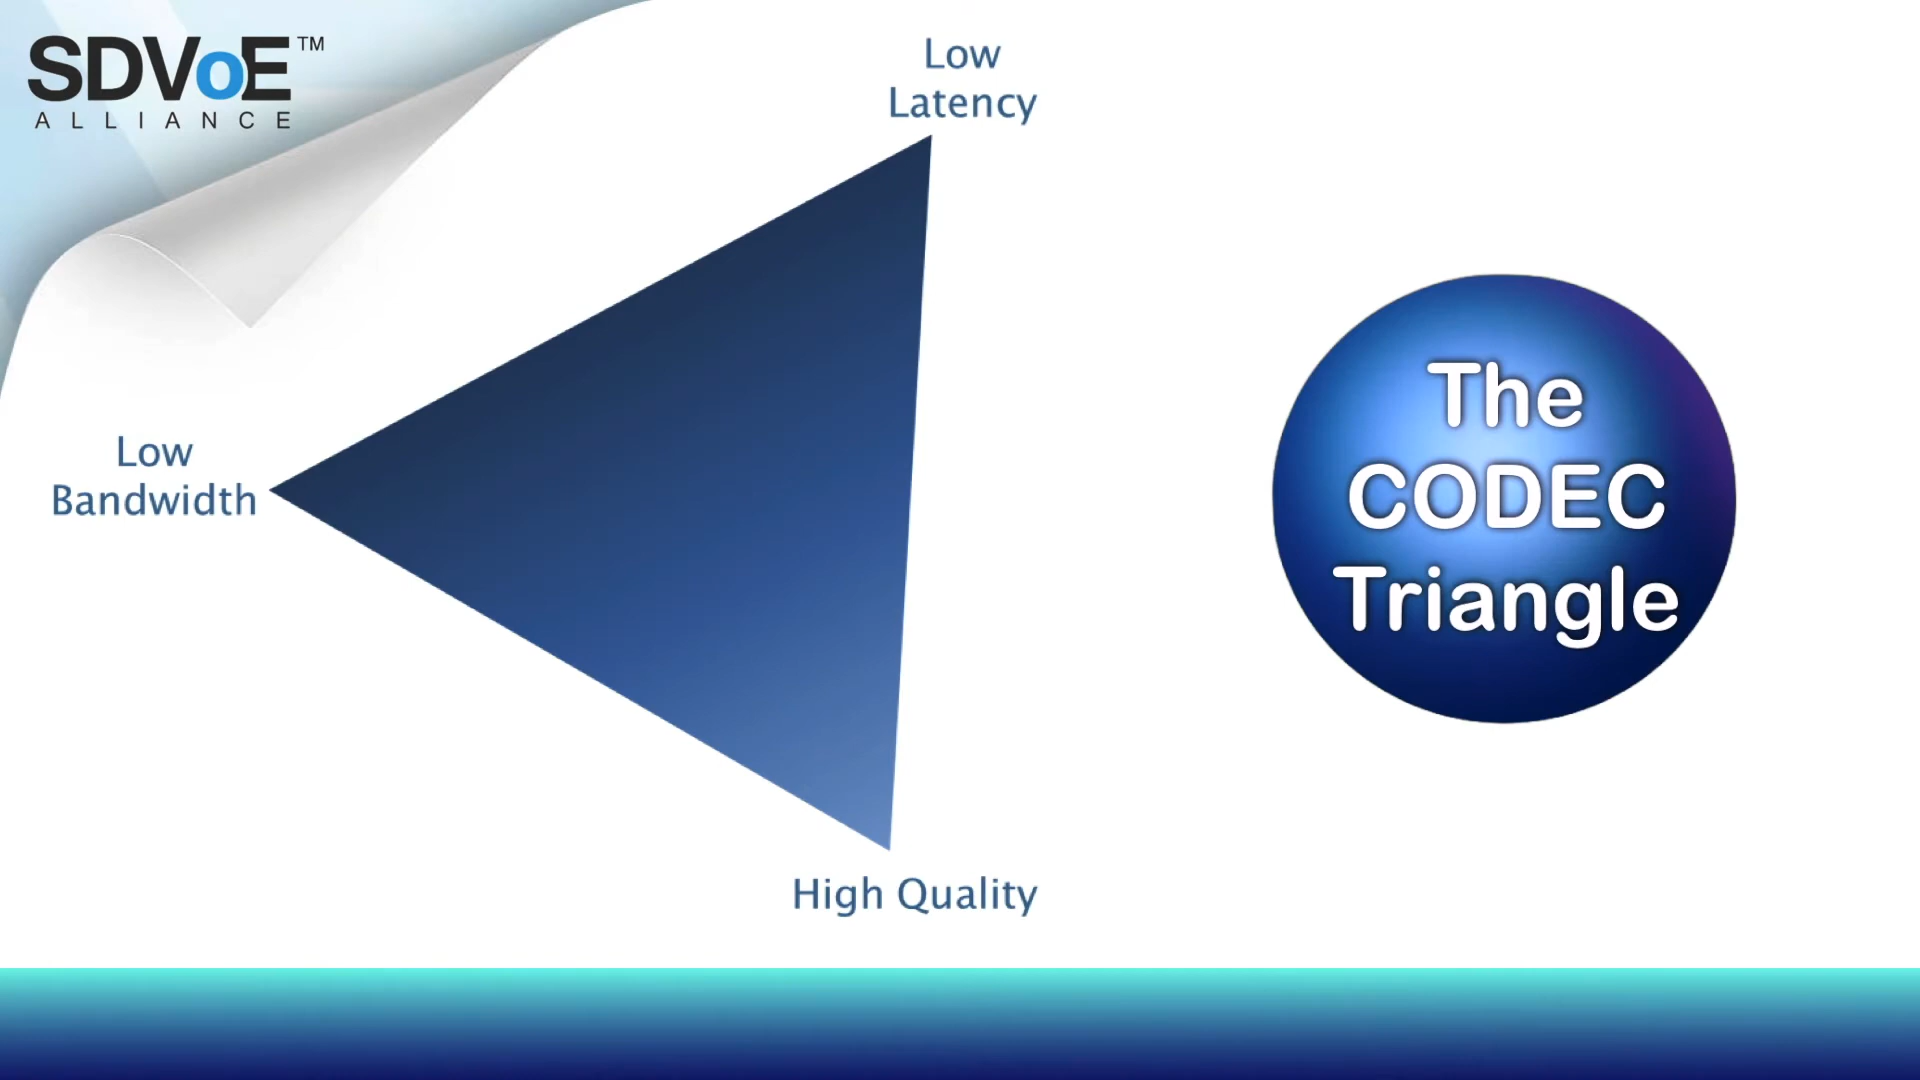 SDVoE™
ALLIANCE
Low
Latency
Low
Bandwidth
High Quality
The
CODEC
Triangle